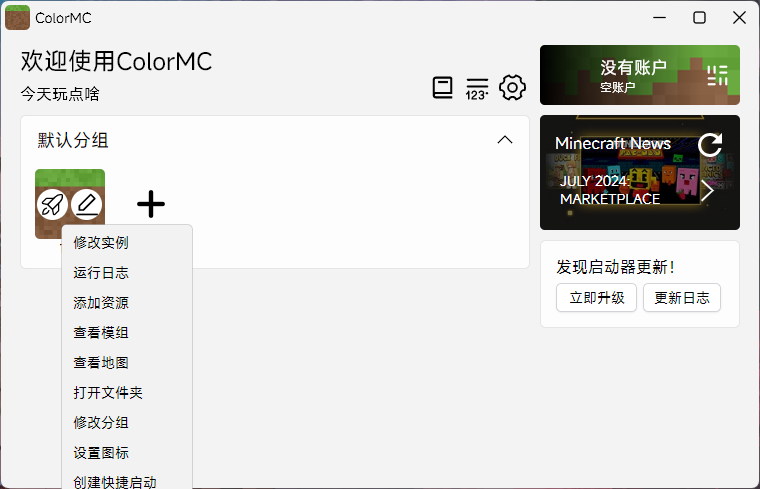 ColorMC
欢迎使用ColorMC
今天玩点啥
123
没有账户
空账户
默认分组
Minecraft News
JULY 2024:
MARKETPLACE
发现启动器更新！
立即升级
更新日志
修改实例
运行日志
添加资源
查看模组
查看地图
打开文件夹
修改分组
设置图标
创建快捷启动